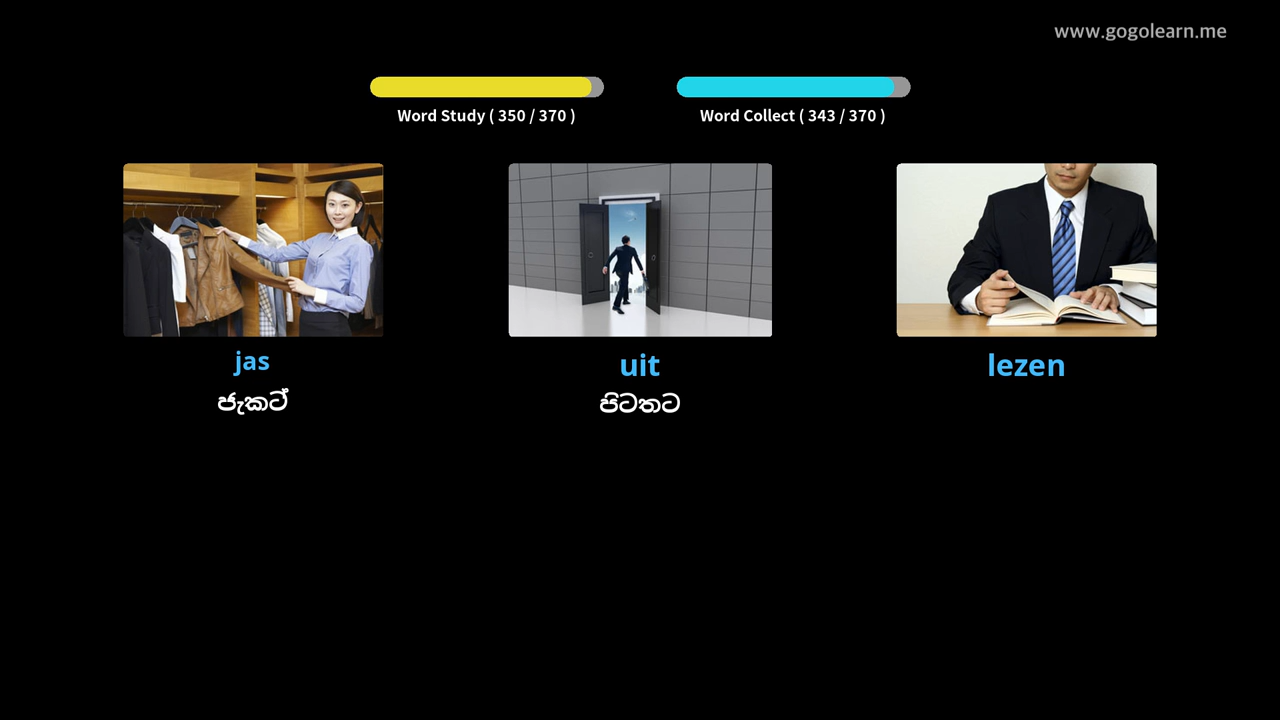 www.gogolearn.me
Word Study ( 350 / 370 )
Word Collect ( 343 / 370 )
jas
uit
lezen
ජැකට්
පිටතට